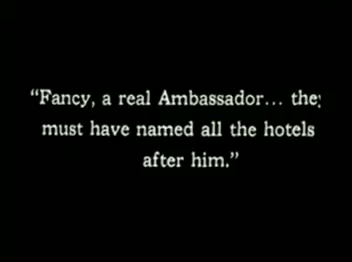 “Fancy, a real Ambassador... they
must have named all the hotels
after him.”